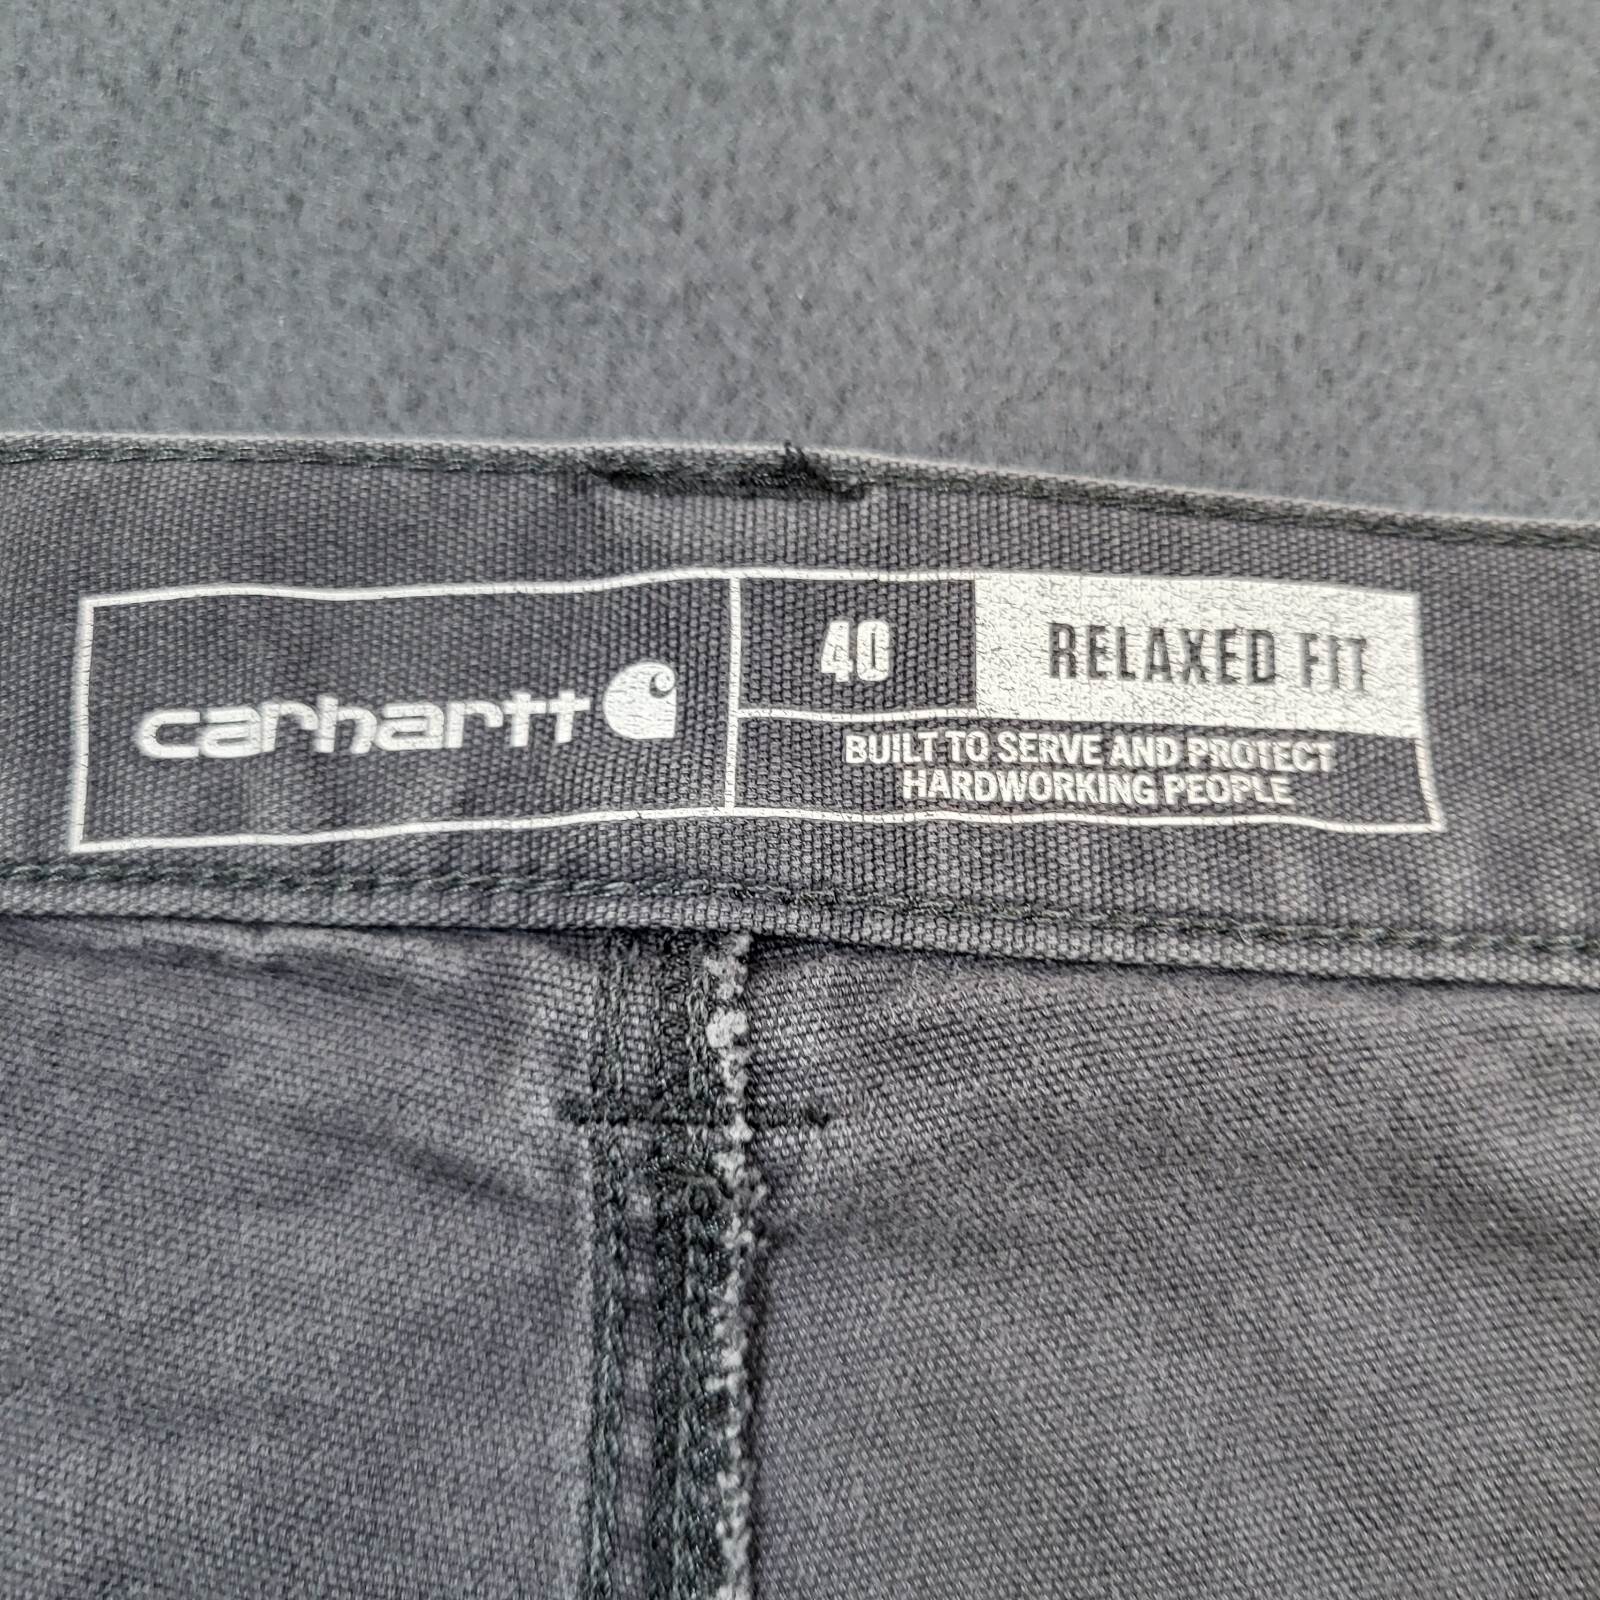 carhartt
40
RELAXED FIT
BUILT TO SERVE AND PROTECT
HARDWORKING PEOPLE